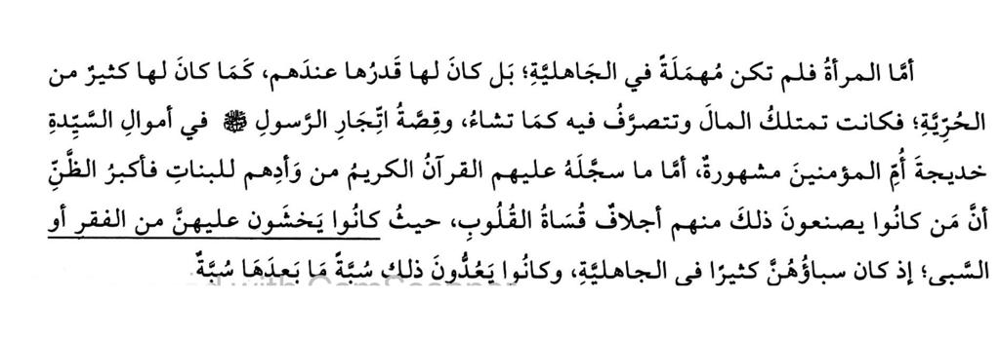 أمَّا المرأةُ فلم تكن مُهمَلَةً في الجَاهليَّةِ؛ بَل كانَ لها قَدرُها عندَهم، كَمَا كانَ لها كثيرٌ من
الحُرِّيَّةِ؛ فكانت تمتلكُ المالَ وتتصرَّفُ فيه كمَا تشاءُ، وقِصَّةُ اتِّجَارِ الرَّسولِ ﷺ في أموالِ السَّيِّدةِ
خديجةَ أُمِّ المؤمنينَ مشهورةٌ، أمَّا ما سجَّلَهُ عليهم القرآنُ الكريمُ من وَأدِهم للبناتِ فأكبرُ الظَّنِّ
أنَّ مَن كانُوا يصنعونَ ذلكَ منهم أجلافٌ قُسَاةُ القُلُوبِ، حيثُ كانُوا يَخشَون عليهنَّ من الفقرِ أو
السَّبي؛ إذ كان سباؤُهُنَّ كثيرًا في الجاهليَّةِ، وكانُوا يَعُدُّونَ ذلك سُبَّةً مَا بَعدَهَا سُبَّةٌ